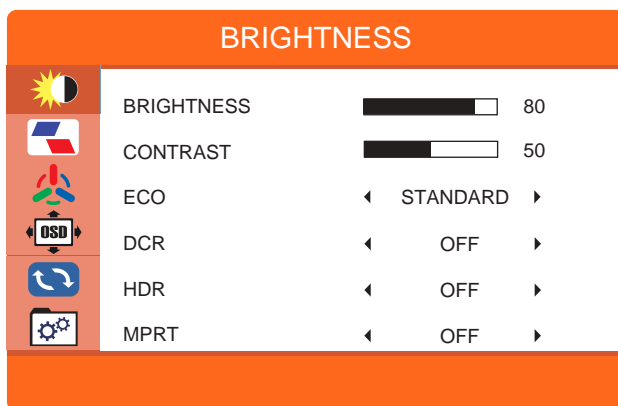 BRIGHTNESS
BRIGHTNESS 80
CONTRAST 50
ECO STANDARD
DCR OFF
OSD
HDR OFF
MPRT OFF